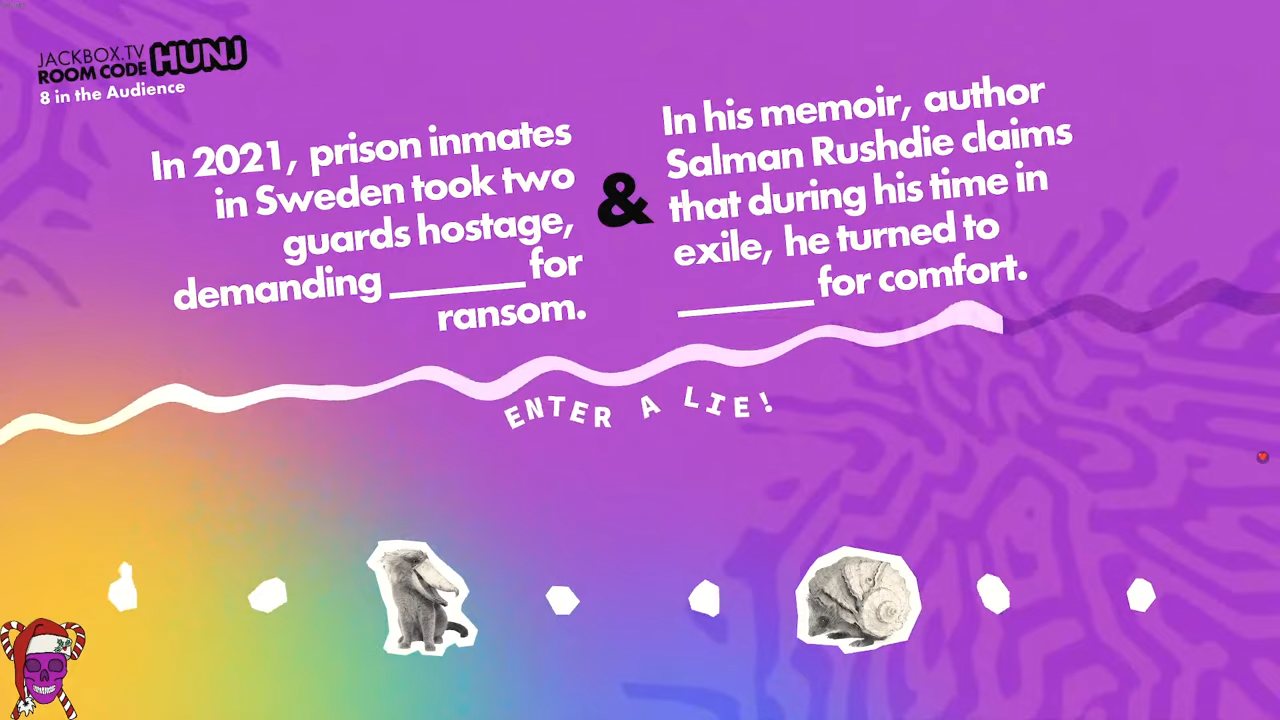 JACKBOX.TV
ROOM CODE HUNJ
8 in the Audience
In 2021, prison inmates
in Sweden took two
guards hostage,
demanding ______ for
ransom.
&
In his memoir, author
Salman Rushdie claims
that during his time in
exile, he turned to
______ for comfort.
ENTER A LIE!